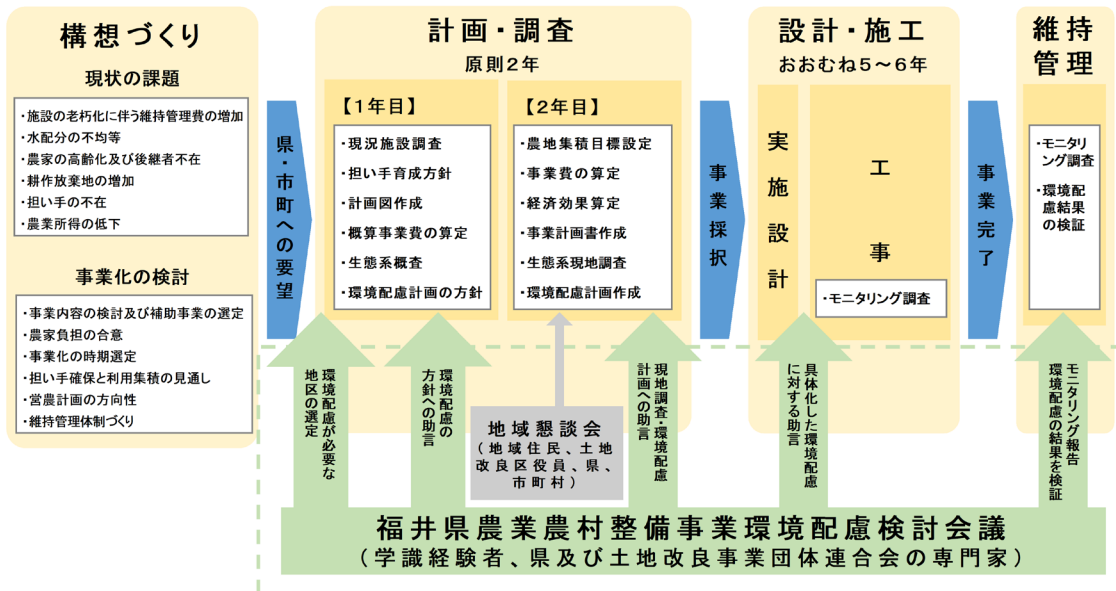 構想づくり
現状の課題
・施設の老朽化に伴う維持管理費の増加
・水配分の不均等
・農家の高齢化及び後継者不在
・耕作放棄地の増加
・担い手の不在
・農業所得の低下
事業化の検討
・事業内容の検討及び補助事業の選定
・農家負担の合意
・事業化の時期選定
・担い手確保と利用集積の見通し
・営農計画の方向性
・維持管理体制づくり
県・市町への要望
計画・調査
原則2年
【1年目】
・現況施設調査
・担い手育成方針
・計画図作成
・概算事業費の算定
・生態系概査
・環境配慮計画の方針
【2年目】
・農地集積目標設定
・事業費の算定
・経済効果算定
・事業計画書作成
・生態系現地調査
・環境配慮計画作成
事業採択
設計・施工
おおむね5～6年
実施設計
工事
・モニタリング調査
事業完了
維持
管理
・モニタ
リング調査
・環境配
慮結果
の検証
環境配慮が必要な
地区の選定
環境配慮の
方針への助言
地域懇談会
(地域住民、土地
改良区役員、県、
市町村)
現地調査・環境配慮
計画への助言
具体化した環境配慮
に対する助言
モニタリング報告
環境配慮の結果を検証
福井県農業農村整備事業環境配慮検討会議
(学識経験者、県及び土地改良事業団体連合会の専門家)